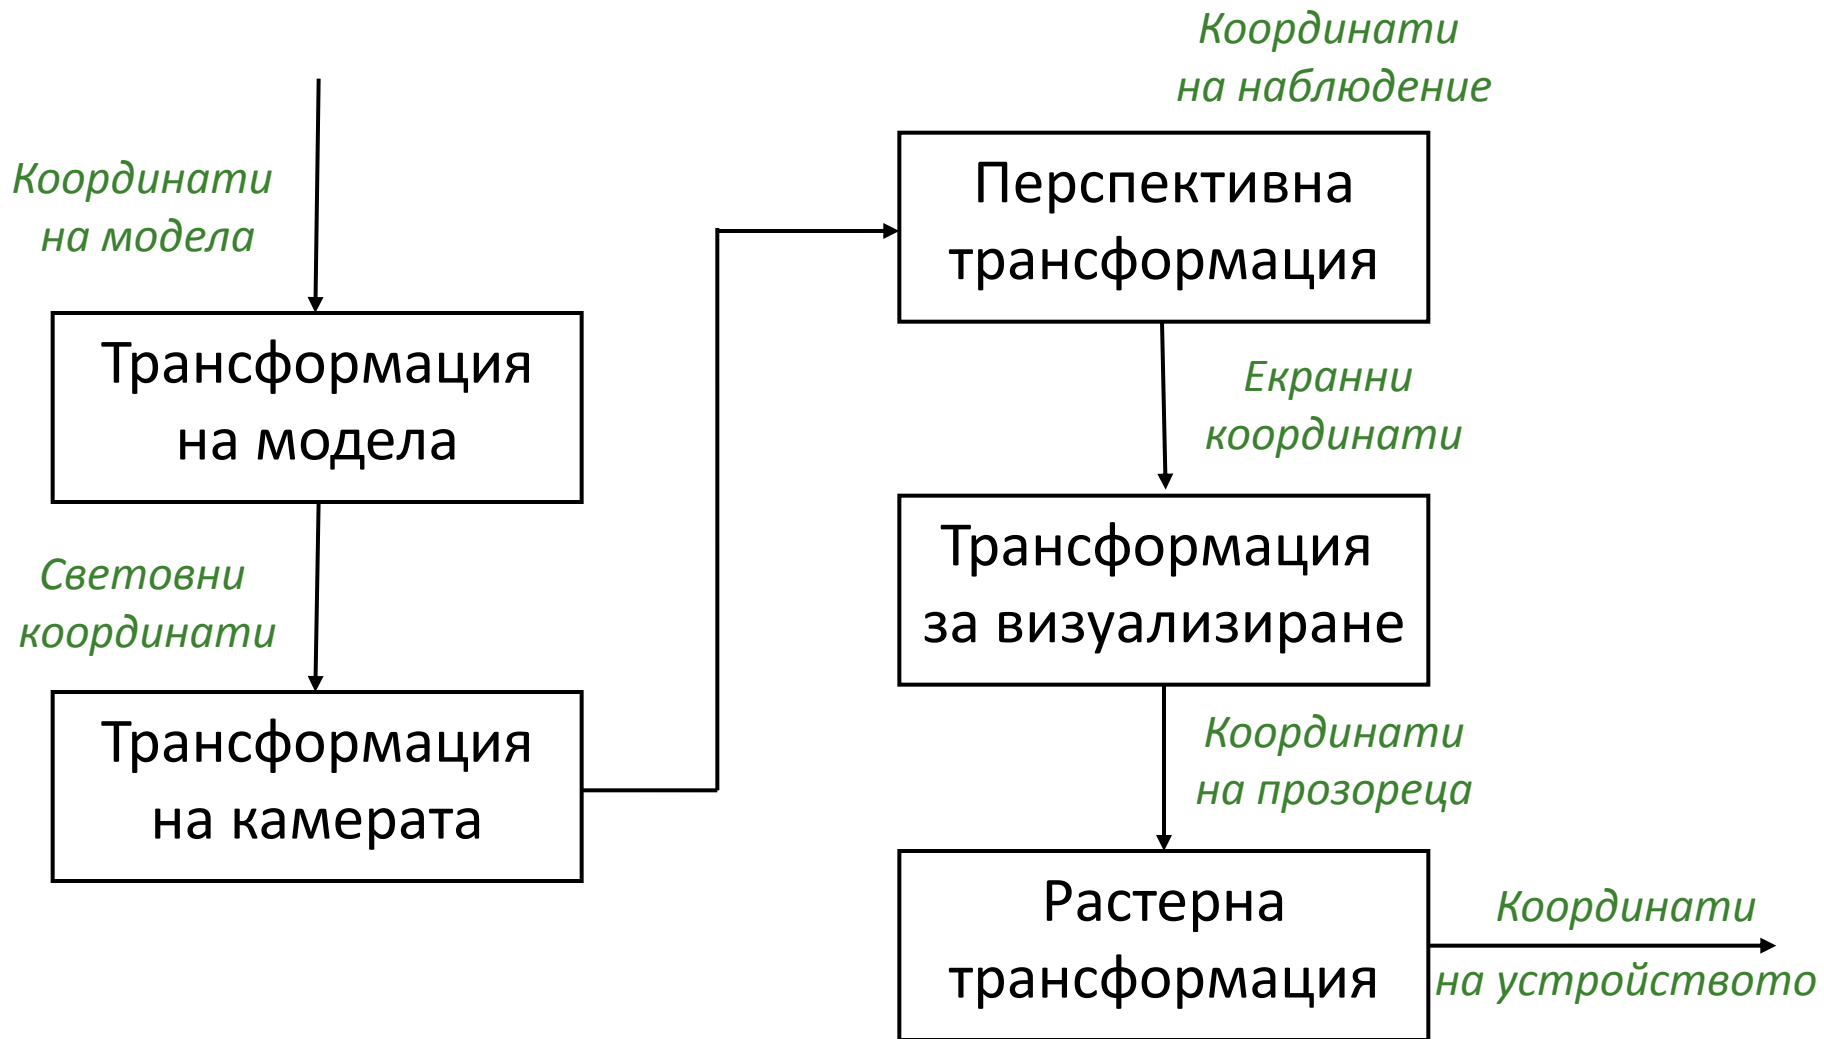 Координати
на модела
Трансформация
на модела
Световни
координати
Трансформация
на камерата
Координати
на наблюдение
Перспективна
трансформация
Екранни
координати
Трансформация
за визуализиране
Координати
на прозореца
Растерна
трансформация
Координати
на устройството